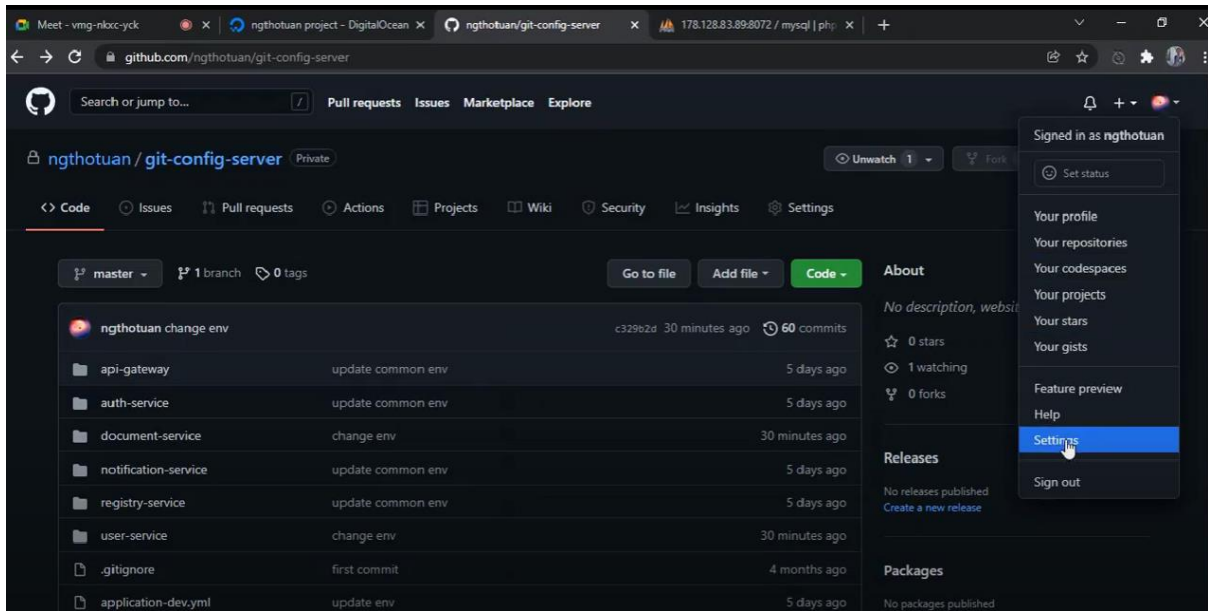 Meet - vmg-nkxc-yck
ngthotuan project - DigitalOcean
ngthotuan/git-config-server
178.128.83.89:8072 / mysql | php
github.com/ngthotuan/git-config-server
Search or jump to...
/
Pull requests Issues Marketplace Explore
Signed in as ngthotuan
ngthotuan / git-config-server Private
Unwatch 1
Fork
Set status
<> Code Issues Pull requests Actions Projects Wiki Security Insights Settings
Your profile
Your repositories
Your codespaces
Your projects
Your stars
Your gists
Feature preview
Help
Settings
Sign out
master 1 branch 0 tags
Go to file Add file Code
ngthotuan change env c329b2d 30 minutes ago 60 commits
api-gateway update common env 5 days ago
auth-service update common env 5 days ago
document-service change env 30 minutes ago
notification-service update common env 5 days ago
registry-service update common env 5 days ago
user-service change env 30 minutes ago
.gitignore first commit 4 months ago
application-dev.yml update env 5 days ago
About
No description, websit
0 stars
1 watching
0 forks
Releases
No releases published
Create a new release
Packages
No packages published